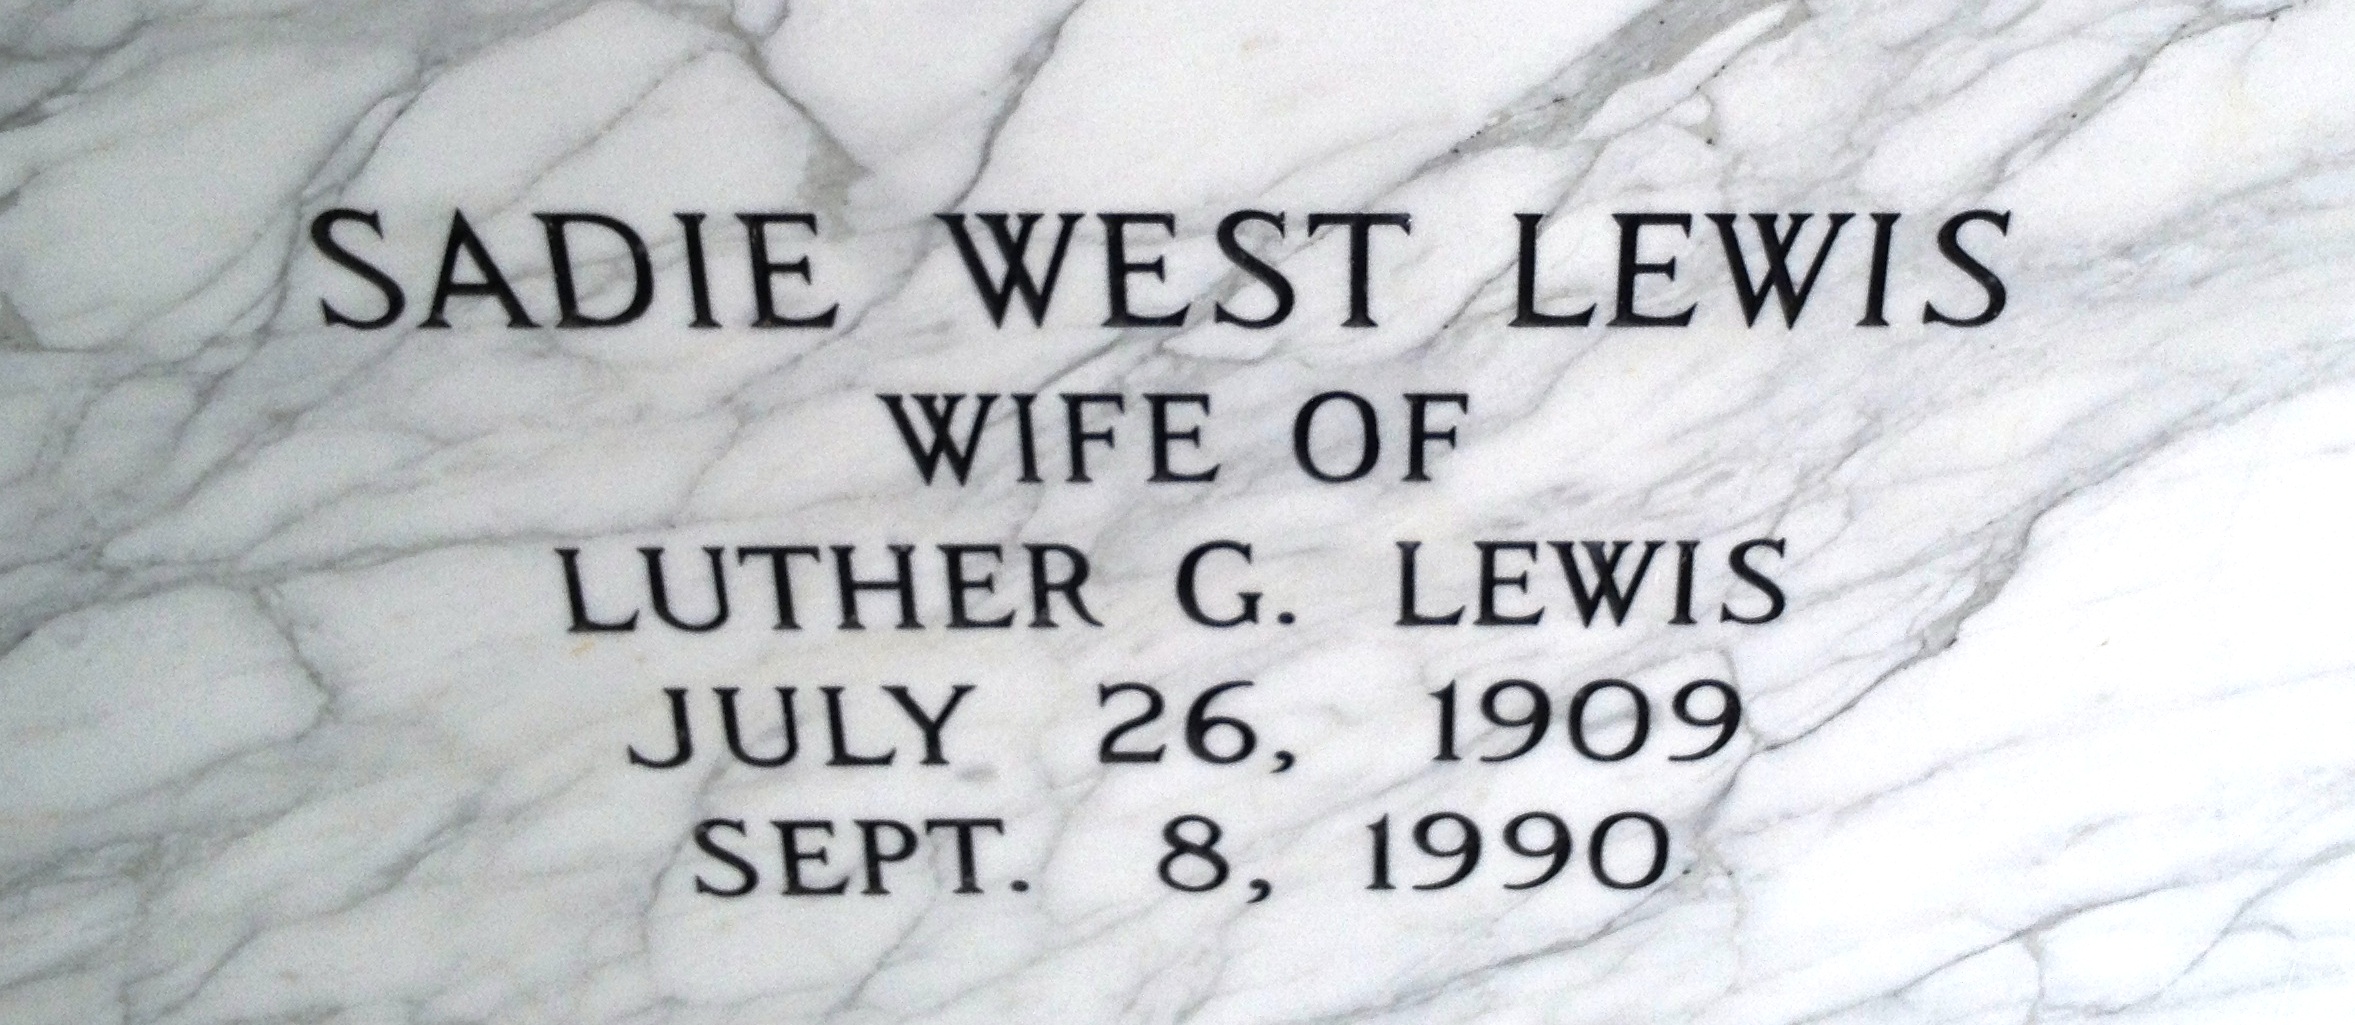 SADIE WEST LEWIS
WIFE OF
LUTHER G. LEWIS
JULY 26, 1909
SEPT. 8, 1990